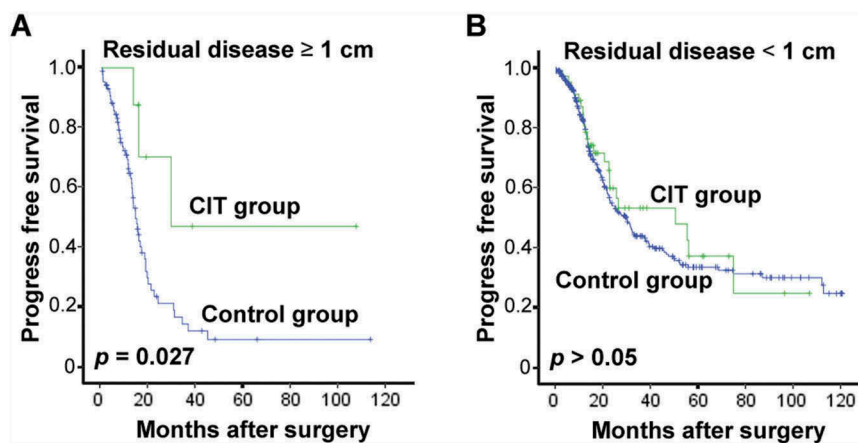 A
Residual disease ≥ 1 cm
Progress free survival
1.0
0.8
0.6
0.4
0.2
0
CIT group
Control group
p = 0.027
0 20 40 60 80 100 120
Months after surgery
B
Residual disease < 1 cm
Progress free survival
1.0
0.8
0.6
0.4
0.2
0
CIT group
Control group
p > 0.05
0 20 40 60 80 100 120
Months after surgery